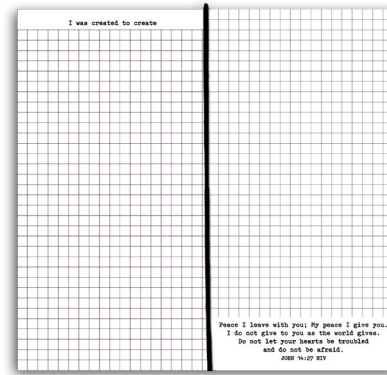 I was created to create
Peace I leave with you; My peace I give you.
I do not give to you as the world gives.
Do not let your hearts be troubled
and do not be afraid.
JOHN 14:27 NIV